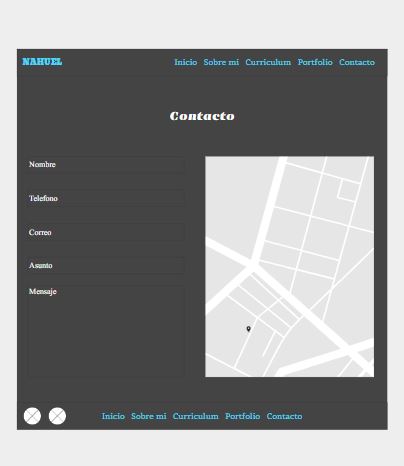 NAHUEL Inicio Sobre mi Curriculum Portfolio Contacto
Contacto
Nombre
Telefono
Correo
Asunto
Mensaje
Inicio Sobre mi Curriculum Portfolio Contacto